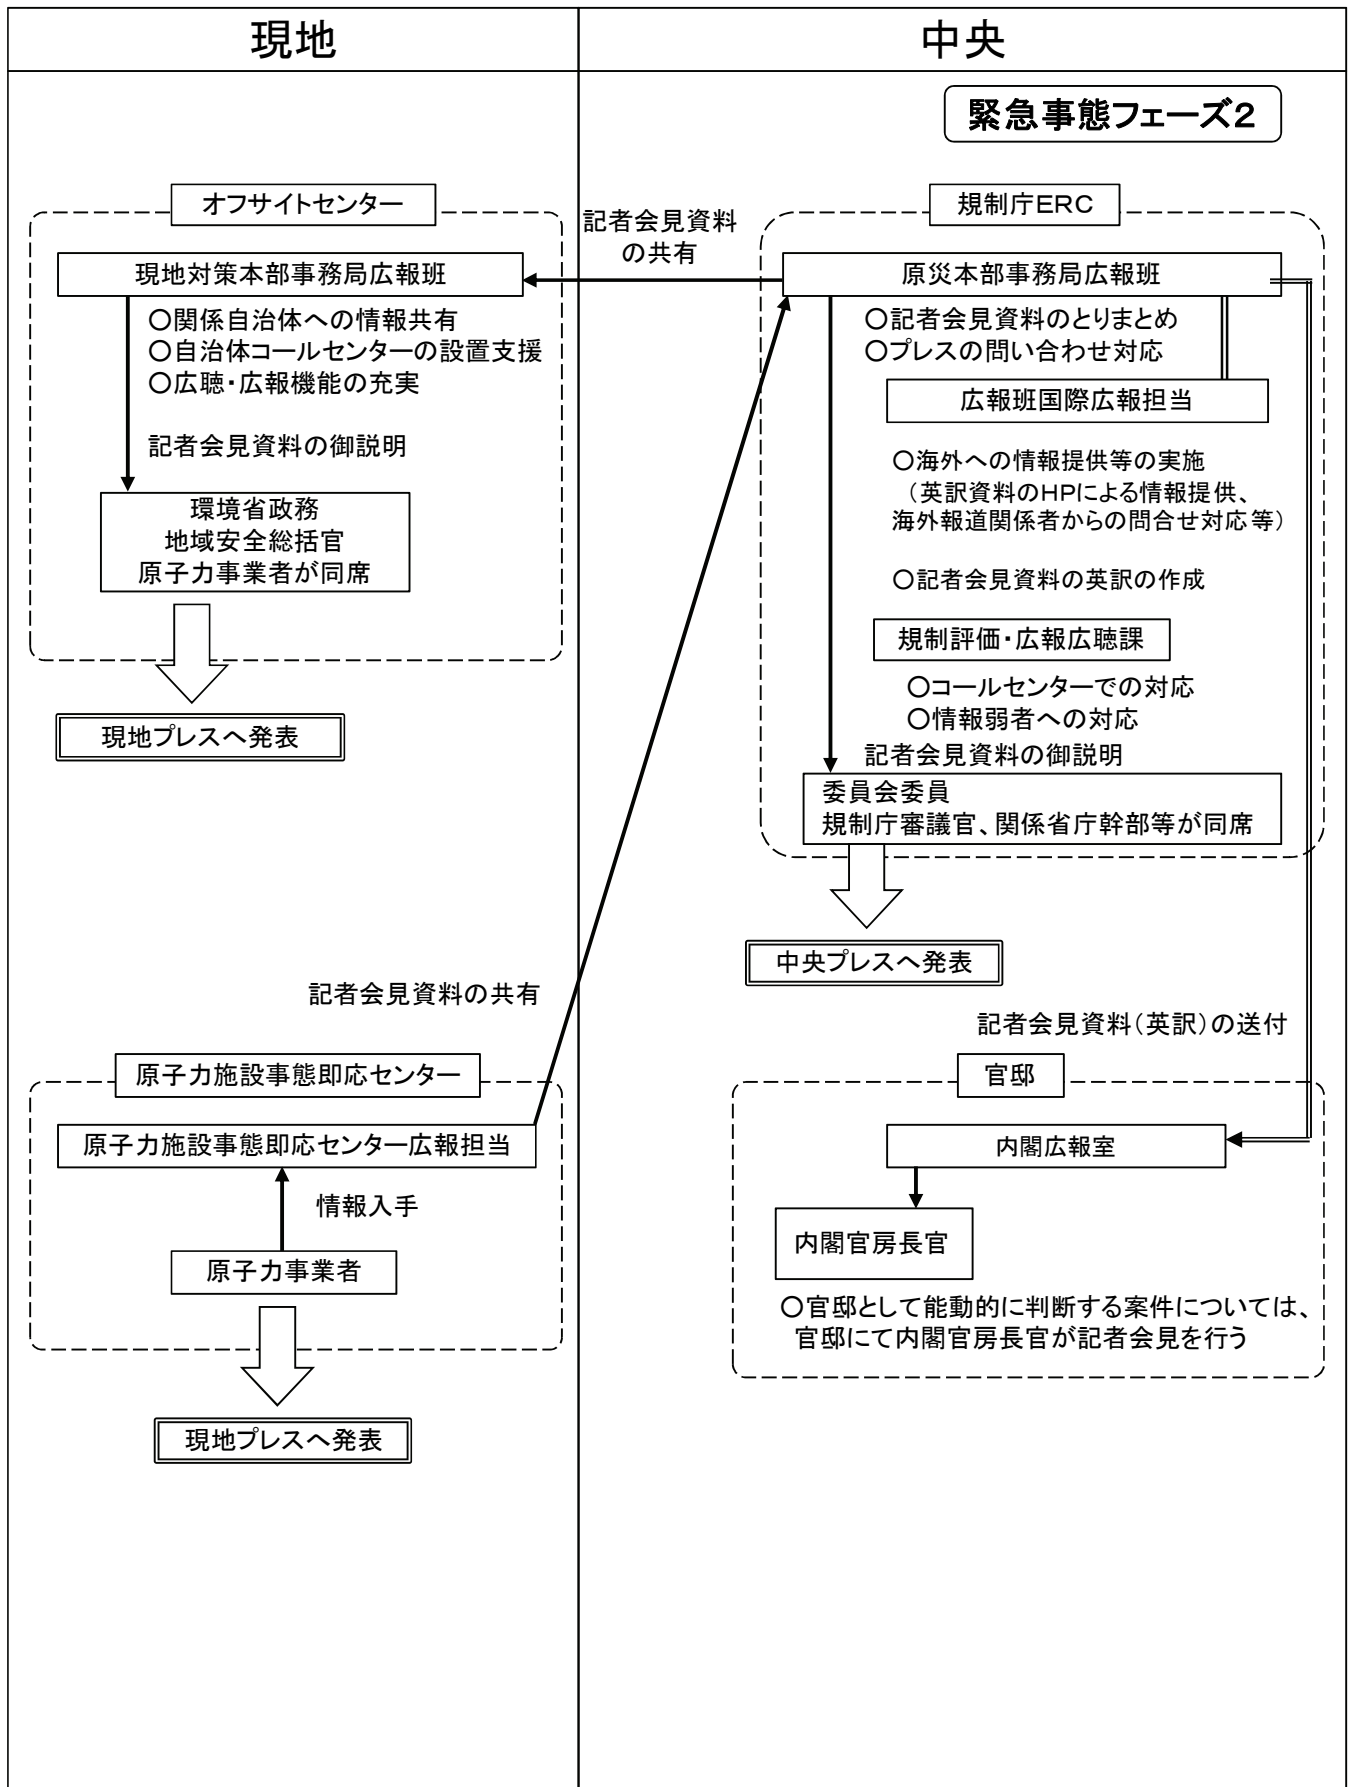 現地
中央
緊急事態フェーズ2
オフサイトセンター
現地対策本部事務局広報班
〇関係自治体への情報共有
〇自治体コールセンターの設置支援
〇広聴・広報機能の充実
記者会見資料の御説明
環境省政務
地域安全総括官
原子力事業者が同席
現地プレスへ発表
記者会見資料
の共有
規制庁ERC
原災本部事務局広報班
〇記者会見資料のとりまとめ
〇プレスの問い合わせ対応
広報班国際広報担当
〇海外への情報提供等の実施
（英訳資料のHPによる情報提供、
海外報道関係者からの問合せ対応等）
〇記者会見資料の英訳の作成
規制評価・広報広聴課
〇コールセンターでの対応
〇情報弱者への対応
記者会見資料の御説明
委員会委員
規制庁審議官、関係省庁幹部等が同席
中央プレスへ発表
記者会見資料の共有
記者会見資料（英訳）の送付
原子力施設事態即応センター
原子力施設事態即応センター広報担当
情報入手
原子力事業者
現地プレスへ発表
官邸
内閣広報室
内閣官房長官
〇官邸として能動的に判断する案件については、
官邸にて内閣官房長官が記者会見を行う